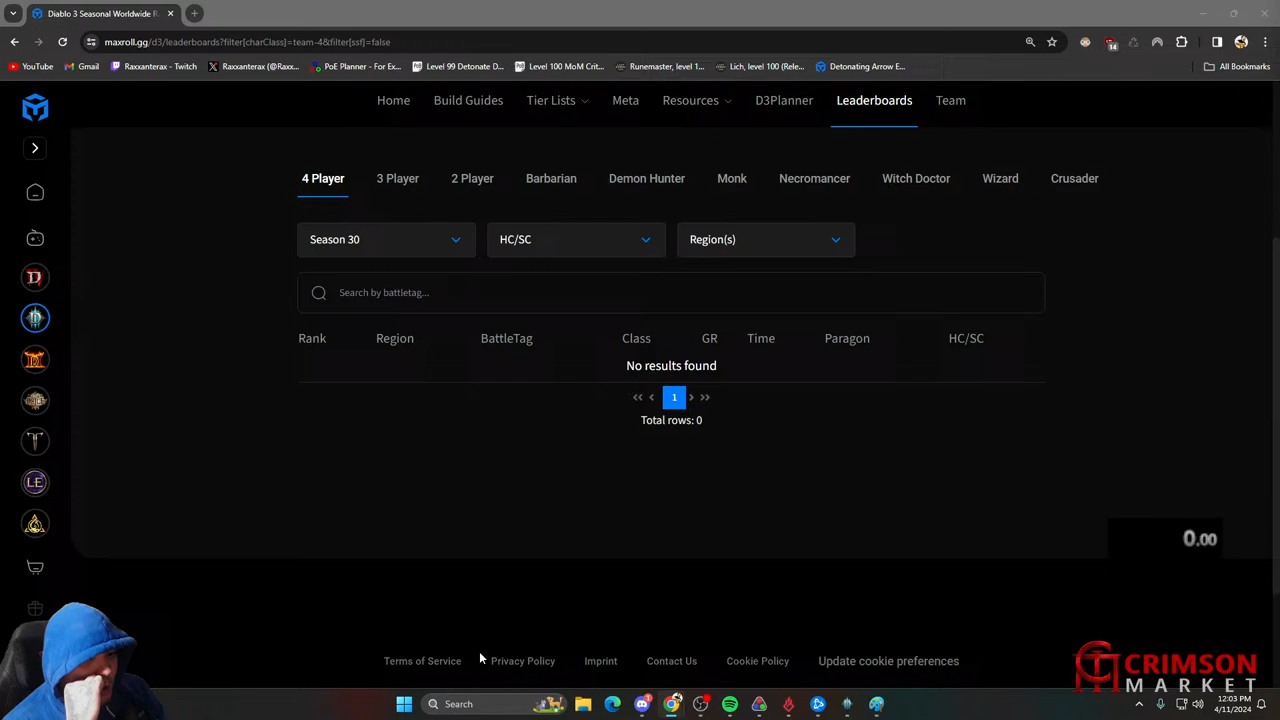 Diablo 3 Seasonal Worldwide R
maxroll.gg/d3/leaderboards?filter[charClass]=team-4&filter[ssf]=false
14
YouTube
Gmail
Raxxanterax - Twitch
Raxxanterax (@Raxx...
PoE Planner - For Ex...
Level 99 Detonate D...
Level 100 MoM Crit...
Runemaster, level 1...
Lich, level 100 (Rele...
Detonating Arrow E...
All Bookmarks
Home
Build Guides
Tier Lists
Meta
Resources
D3Planner
Leaderboards
Team
4 Player
3 Player
2 Player
Barbarian
Demon Hunter
Monk
Necromancer
Witch Doctor
Wizard
Crusader
Season 30
HC/SC
Region(s)
Search by battletag...
Rank
Region
BattleTag
Class
GR
Time
Paragon
HC/SC
No results found
1
Total rows: 0
LE
0.00
Terms of Service
Privacy Policy
Imprint
Contact Us
Cookie Policy
Update cookie preferences
CRIMSON
MARKET
Search
12:03 PM
4/11/2024